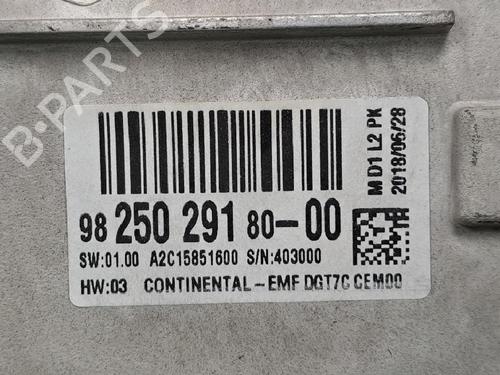 B-PARTS
98 250 291 80-00
SW:01.00 A2C15851600 S/N:403000
HW:03 CONTINENTAL-EMF DGT7C CEM00
M D1 L2 PK
2018/06/28